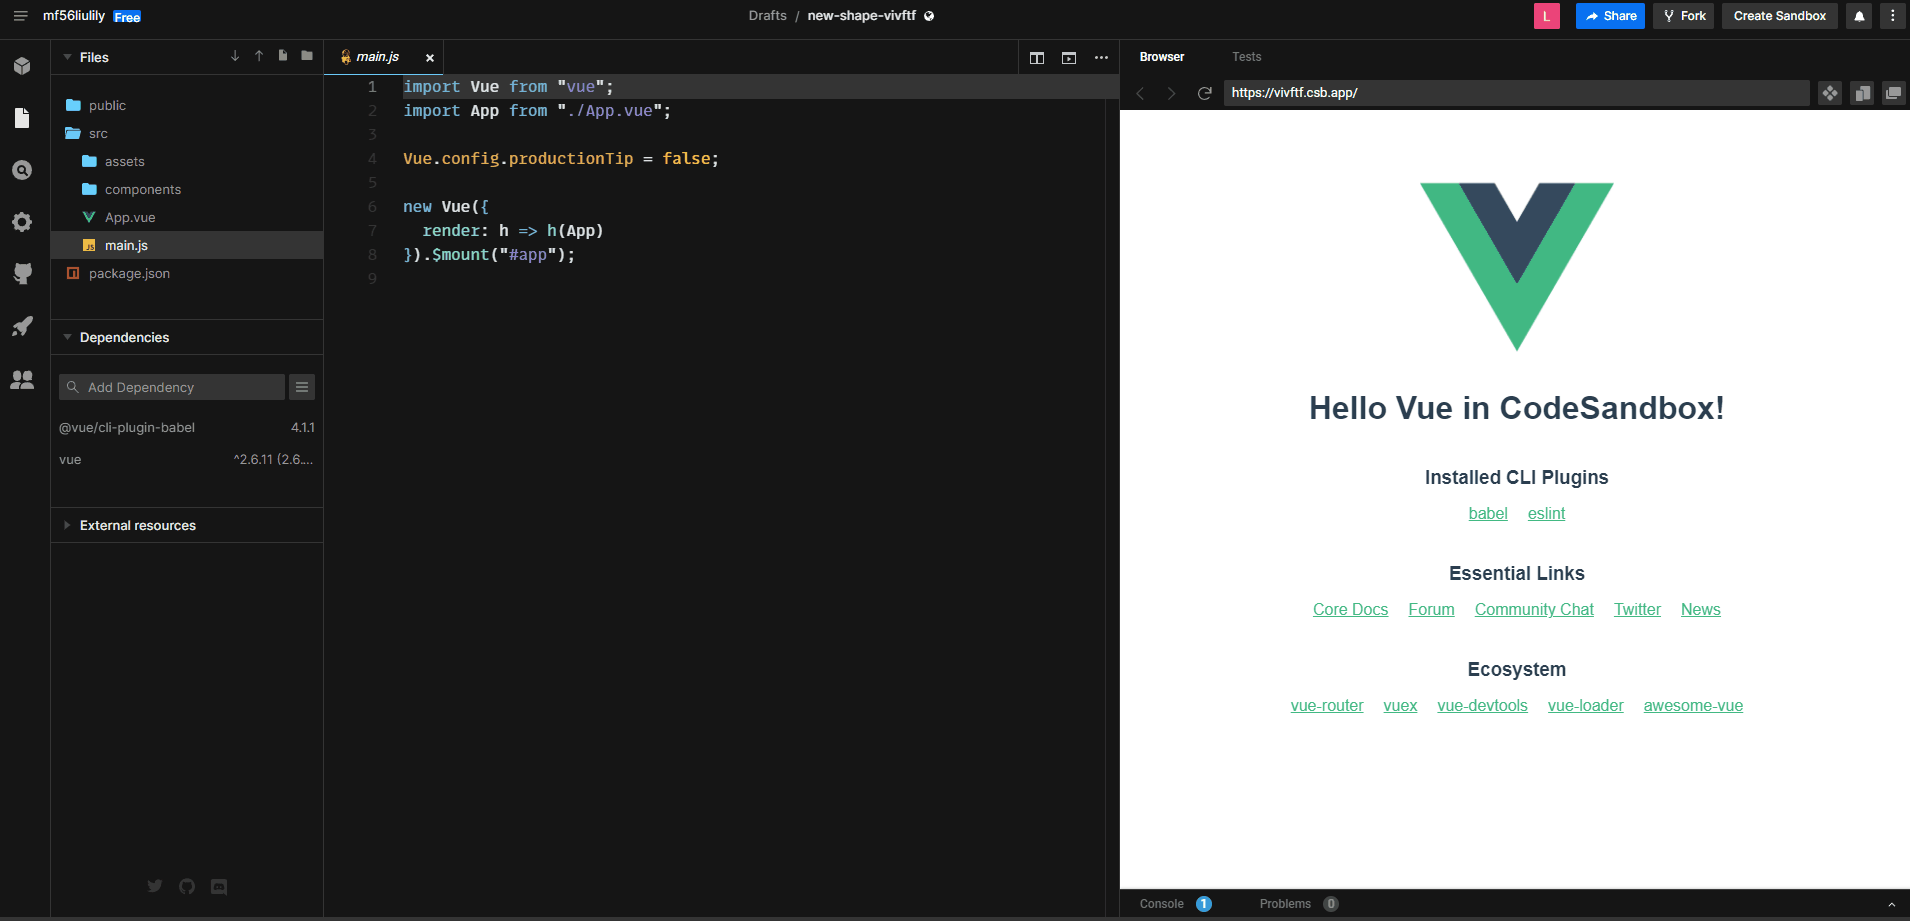 mf56liulily Free
Drafts / new-shape-vivftf
L
Share
Fork
Create Sandbox
Files
public
src
assets
components
App.vue
JS main.js
package.json
Dependencies
Add Dependency
@vue/cli-plugin-babel 4.1.1
vue ^2.6.11 (2.6....
External resources
main.js ×
1 import Vue from "vue";
2 import App from "./App.vue";
3
4 Vue.config.productionTip = false;
5
6 new Vue({
7 render: h => h(App)
8 }).$mount("#app");
9
Browser Tests
https://vivftf.csb.app/
Hello Vue in CodeSandbox!
Installed CLI Plugins
babel eslint
Essential Links
Core Docs Forum Community Chat Twitter News
Ecosystem
vue-router vuex vue-devtools vue-loader awesome-vue
Console 1 Problems 0